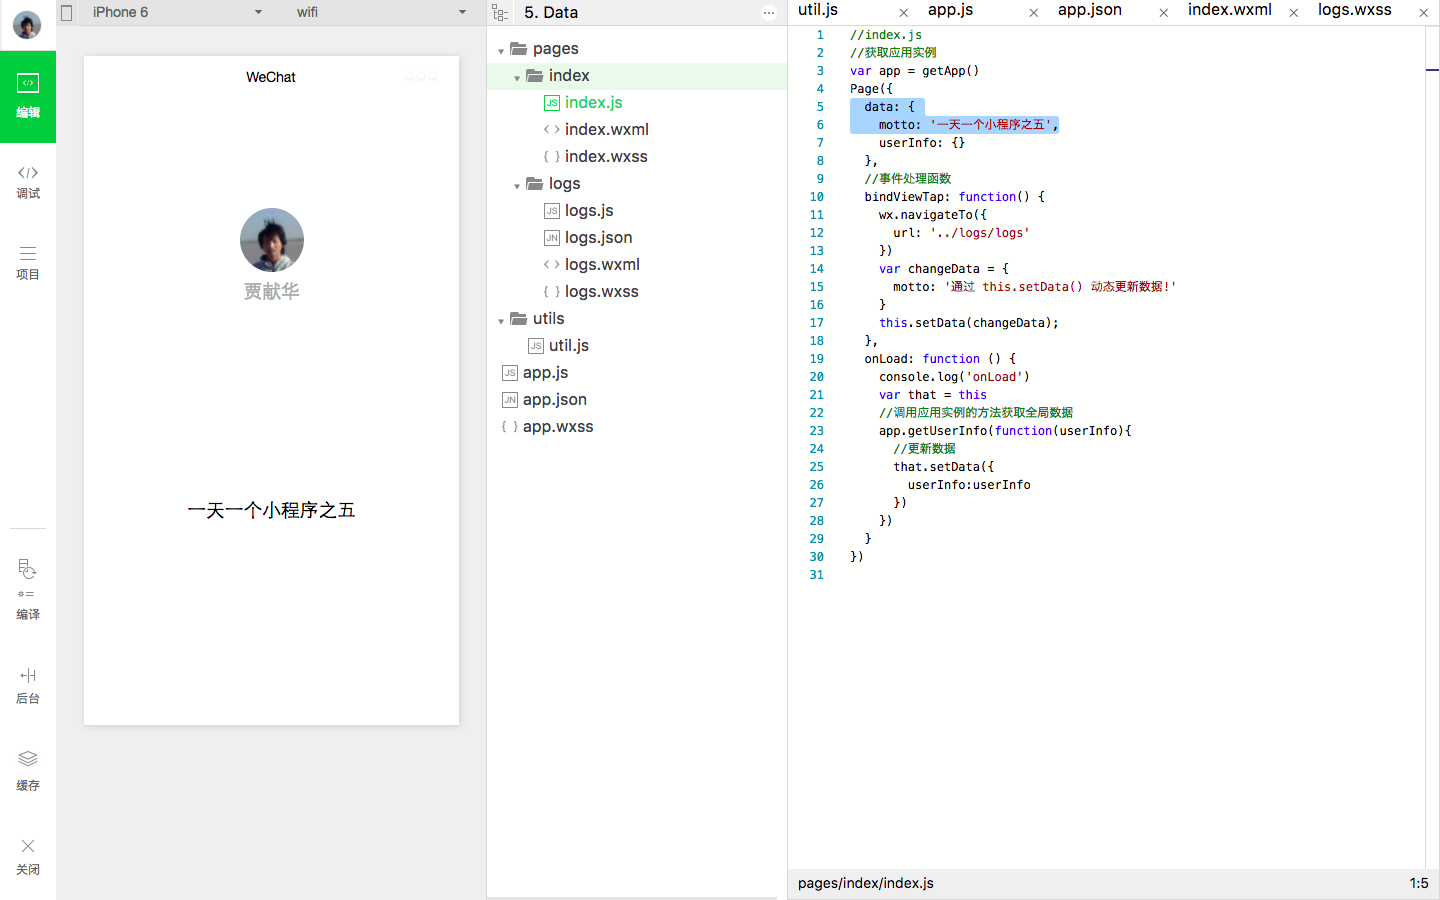 iPhone 6
wifi
编辑
调试
项目
编译
后台
缓存
关闭
WeChat
贾献华
一天一个小程序之五
5. Data
pages
index
JS index.js
< > index.wxml
{ } index.wxss
logs
JS logs.js
JN logs.json
< > logs.wxml
{ } logs.wxss
utils
JS util.js
JS app.js
JN app.json
{ } app.wxss
util.js
app.js
app.json
index.wxml
logs.wxss
1 //index.js
2 //获取应用实例
3 var app = getApp()
4 Page({
5 data: {
6 motto: '一天一个小程序之五',
7 userInfo: {}
8 },
9 //事件处理函数
10 bindViewTap: function() {
11 wx.navigateTo({
12 url: '../logs/logs'
13 })
14 var changeData = {
15 motto: '通过 this.setData() 动态更新数据!'
16 }
17 this.setData(changeData);
18 },
19 onLoad: function () {
20 console.log('onLoad')
21 var that = this
22 //调用应用实例的方法获取全局数据
23 app.getUserInfo(function(userInfo){
24 //更新数据
25 that.setData({
26 userInfo:userInfo
27 })
28 })
29 }
30 })
31
pages/index/index.js
1:5